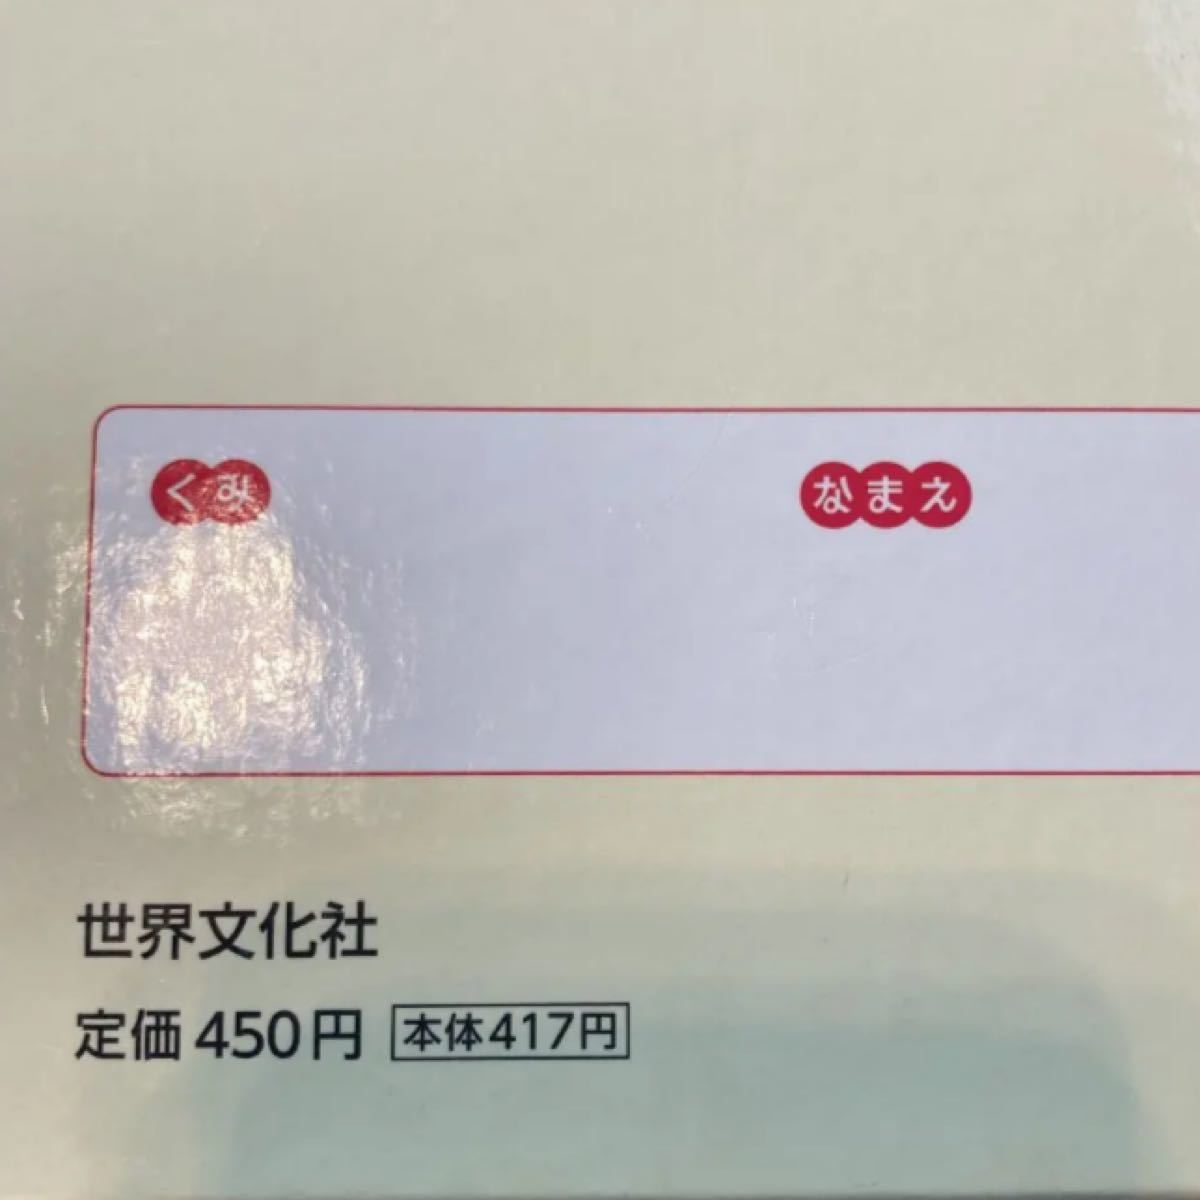 くみ なまえ
世界文化社
定価450円 本体417円